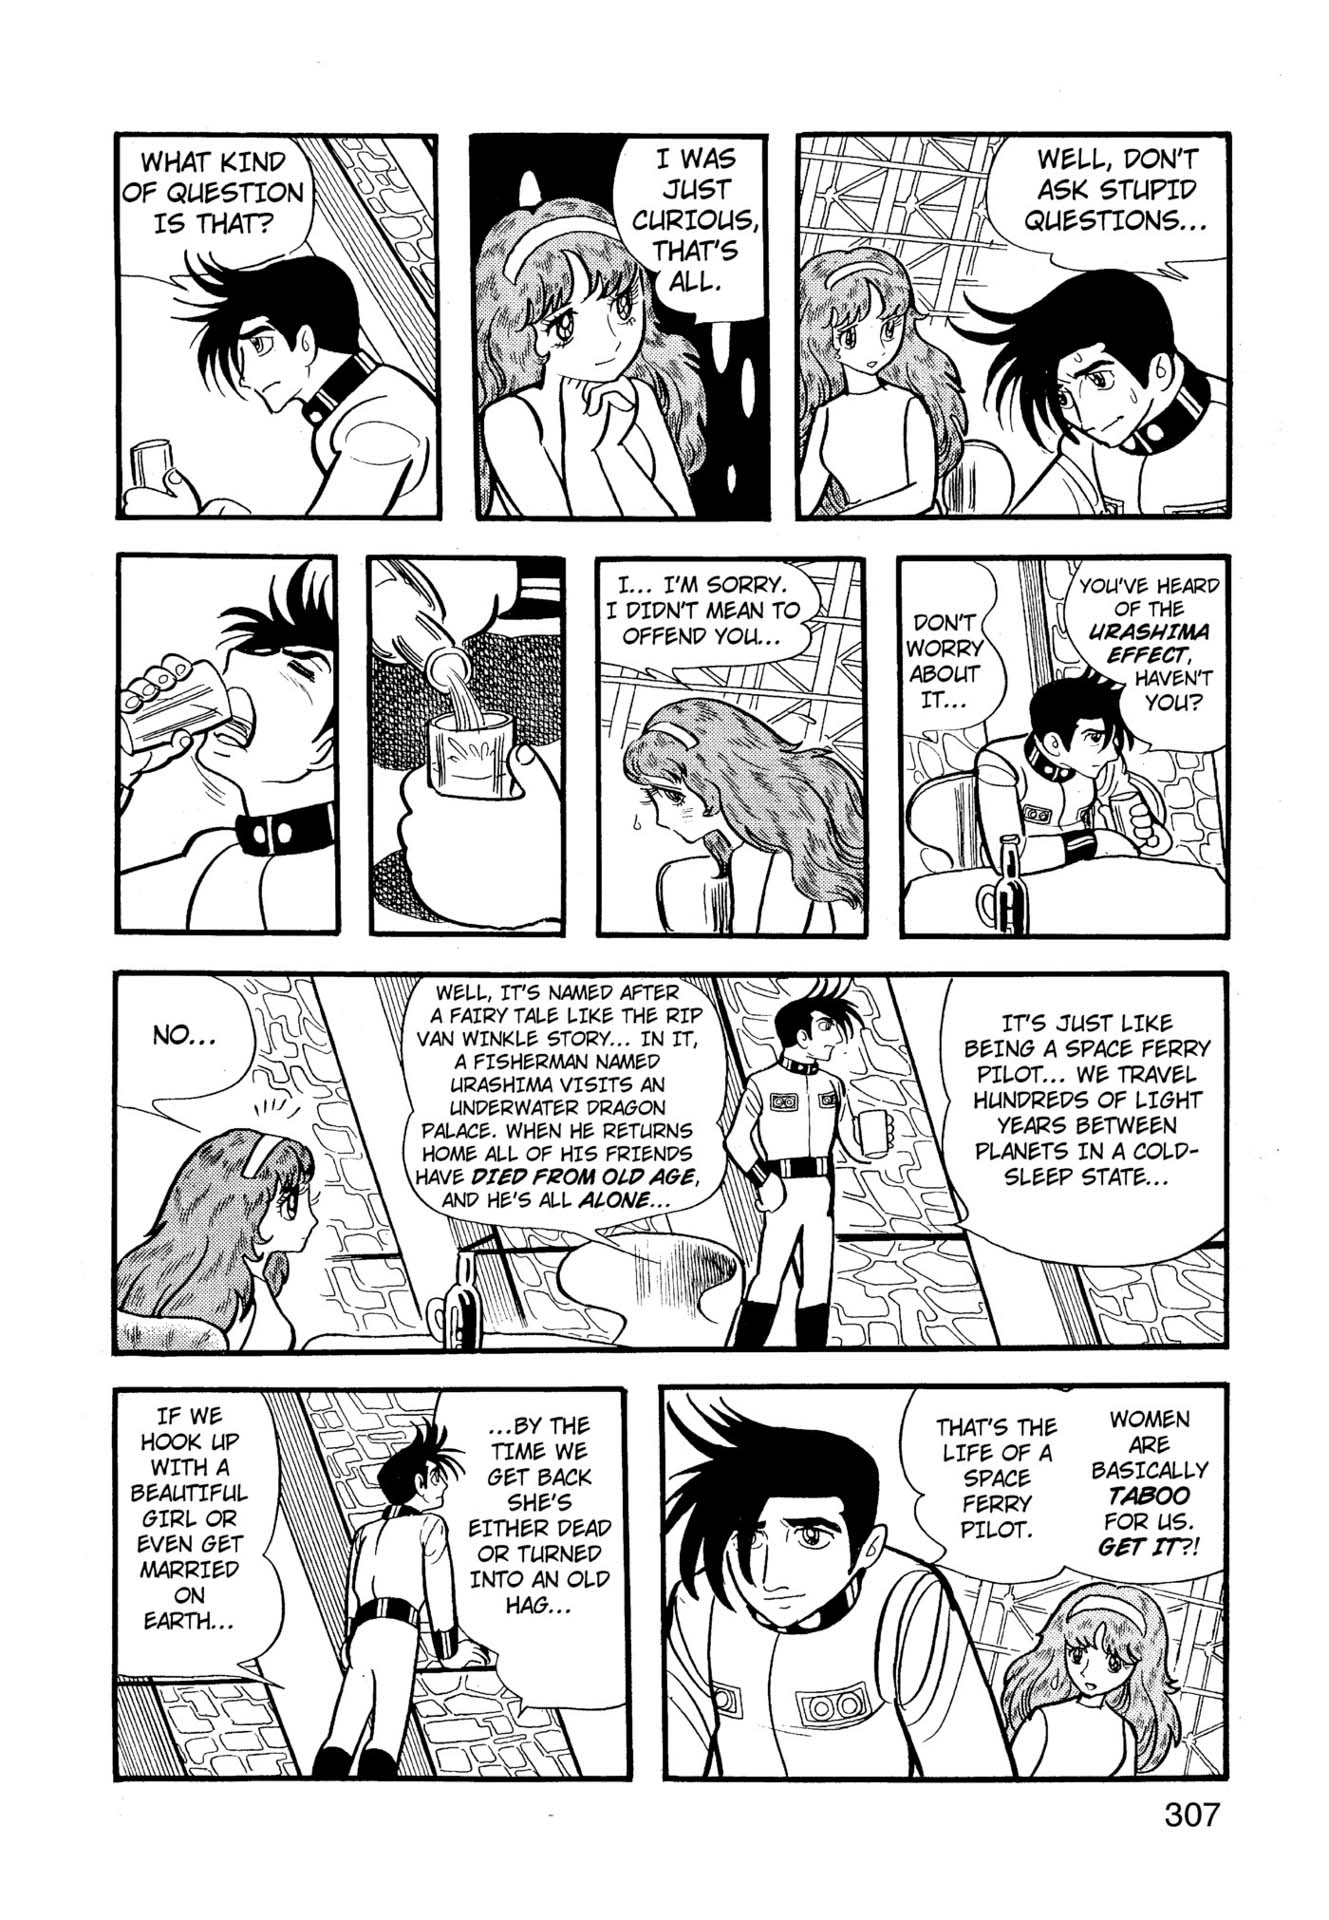 WHAT KIND
OF QUESTION
IS THAT?
I WAS
JUST
CURIOUS,
THAT'S
ALL.
WELL, DON'T
ASK STUPID
QUESTIONS...
I... I'M SORRY.
I DIDN'T MEAN TO
OFFEND YOU...
DON'T
WORRY
ABOUT
IT...
YOU'VE HEARD
OF THE
URASHIMA
EFFECT,
HAVEN'T
YOU?
NO...
WELL, IT'S NAMED AFTER
A FAIRY TALE LIKE THE RIP
VAN WINKLE STORY... IN IT,
A FISHERMAN NAMED
URASHIMA VISITS AN
UNDERWATER DRAGON
PALACE. WHEN HE RETURNS
HOME ALL OF HIS FRIENDS
HAVE DIED FROM OLD AGE,
AND HE'S ALL ALONE...
IT'S JUST LIKE
BEING A SPACE FERRY
PILOT... WE TRAVEL
HUNDREDS OF LIGHT
YEARS BETWEEN
PLANETS IN A COLD-
SLEEP STATE...
IF WE
HOOK UP
WITH A
BEAUTIFUL
GIRL OR
EVEN GET
MARRIED
ON
EARTH...
...BY THE
TIME WE
GET BACK
SHE'S
EITHER DEAD
OR TURNED
INTO AN OLD
HAG...
THAT'S THE
LIFE OF A
SPACE
FERRY
PILOT.
WOMEN
ARE
BASICALLY
TABOO
FOR US.
GET IT?!
307